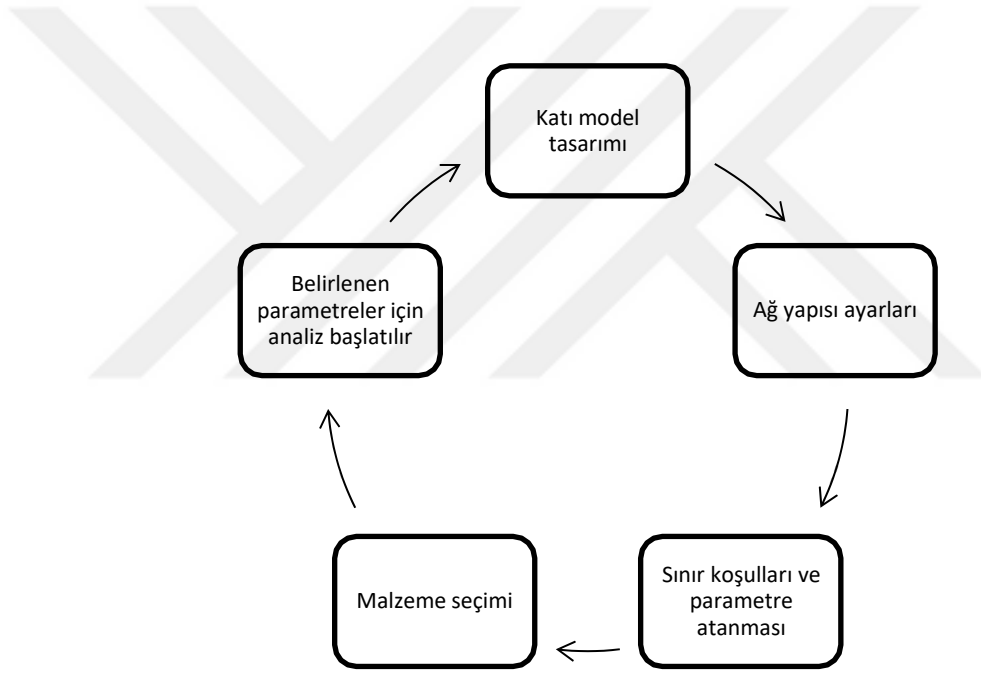 Katı model
tasarımı
Ağ yapısı ayarları
Sınır koşulları ve
parametre
atanması
Malzeme seçimi
Belirlenen
parametreler için
analiz başlatılır